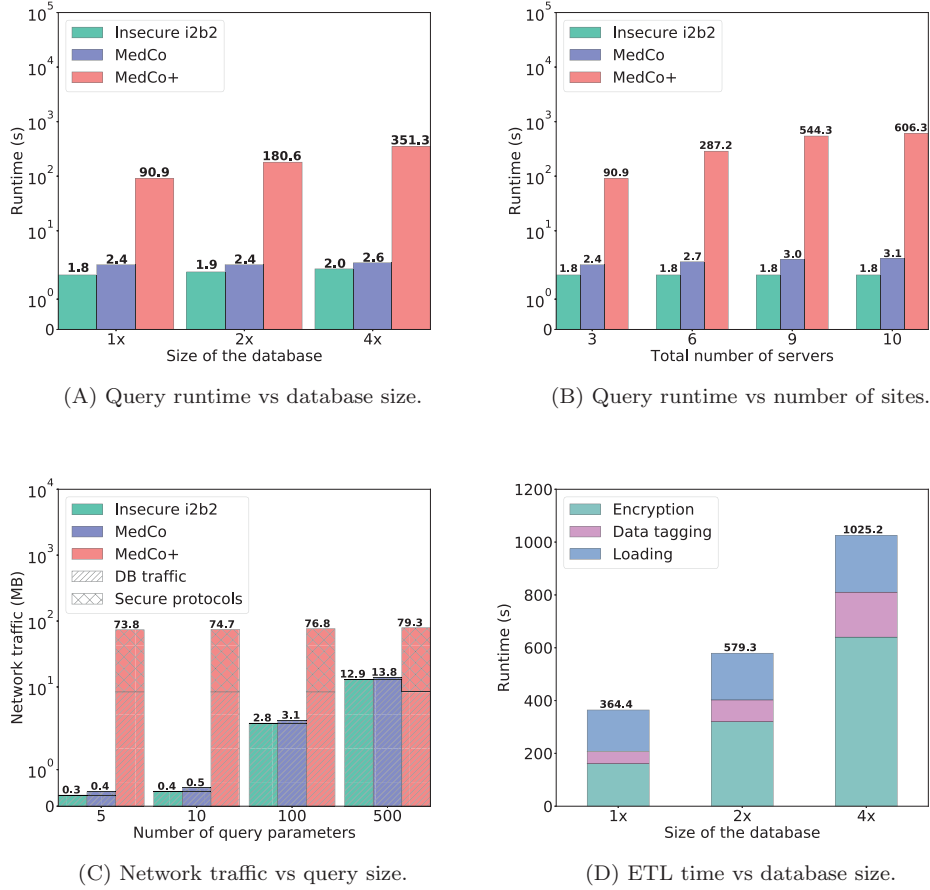 10^5
10^4
10^3
10^2
10^1
10^0
0
Runtime (s)
Insecure i2b2
MedCo
MedCo+
1.8 2.4 90.9
1.9 2.4 180.6
2.0 2.6 351.3
1x 2x 4x
Size of the database
(A) Query runtime vs database size.
10^5
10^4
10^3
10^2
10^1
10^0
0
Runtime (s)
Insecure i2b2
MedCo
MedCo+
1.8 2.4 90.9
1.8 2.7 287.2
1.8 3.0 544.3
1.8 3.1 606.3
3 6 9 10
Total number of servers
(B) Query runtime vs number of sites.
10^4
10^3
10^2
10^1
10^0
0
Network traffic (MB)
Insecure i2b2
MedCo
MedCo+
DB traffic
Secure protocols
0.3 0.4 73.8
0.4 0.5 74.7
2.8 3.1 76.8
12.9 13.8 79.3
5 10 100 500
Number of query parameters
(C) Network traffic vs query size.
1200
1000
800
600
400
200
0
Runtime (s)
Encryption
Data tagging
Loading
364.4
579.3
1025.2
1x 2x 4x
Size of the database
(D) ETL time vs database size.